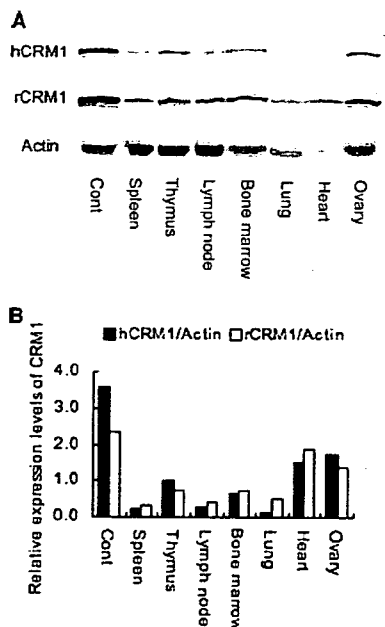 A
hCRM1
rCRM1
Actin
Cont
Spleen
Thymus
Lymph node
Bone marrow
Lung
Heart
Ovary
B
hCRM1/Actin
rCRM1/Actin
Relative expression levels of CRM1
4.0
3.0
2.0
1.0
0.0
Cont
Spleen
Thymus
Lymph node
Bone marrow
Lung
Heart
Ovary